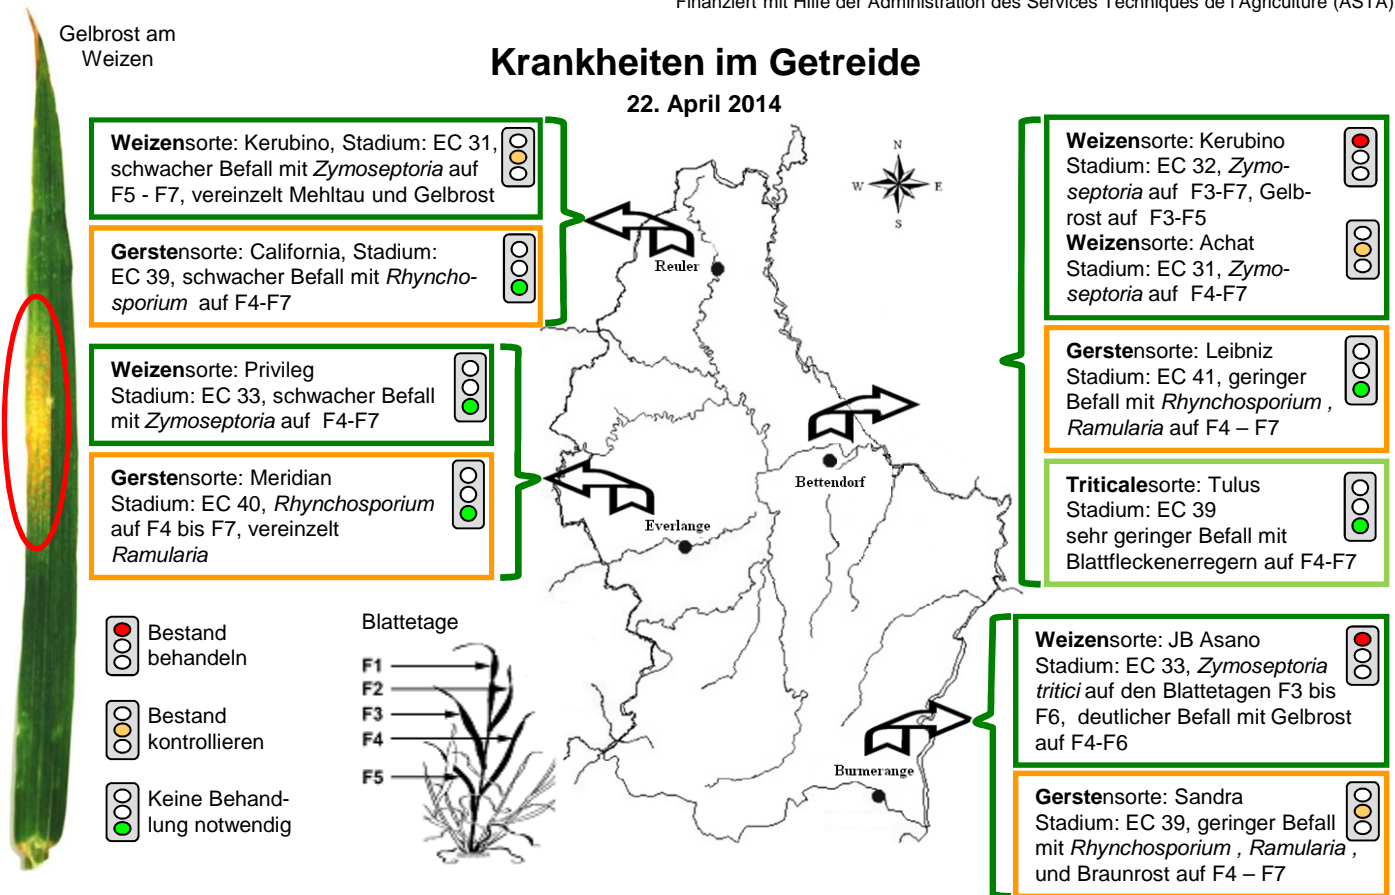 Finanziert mit Hilfe der Administration des Services Techniques de l'Agriculture (ASTA)
Gelbrost am
Weizen
Krankheiten im Getreide
22. April 2014
Weizensorte: Kerubino, Stadium: EC 31,
schwacher Befall mit Zymoseptoria auf
F5 - F7, vereinzelt Mehltau und Gelbrost
Gerstensorte: California, Stadium:
EC 39, schwacher Befall mit Rhyncho-
sporium auf F4-F7
Weizensorte: Privileg
Stadium: EC 33, schwacher Befall
mit Zymoseptoria auf F4-F7
Gerstensorte: Meridian
Stadium: EC 40, Rhynchosporium
auf F4 bis F7, vereinzelt
Ramularia
N
W E
S
Reuler
Bettendorf
Everlange
Burmerange
Weizensorte: Kerubino
Stadium: EC 32, Zymo-
septoria auf F3-F7, Gelb-
rost auf F3-F5
Weizensorte: Achat
Stadium: EC 31, Zymo-
septoria auf F4-F7
Gerstensorte: Leibniz
Stadium: EC 41, geringer
Befall mit Rhynchosporium ,
Ramularia auf F4 – F7
Triticalesorte: Tulus
Stadium: EC 39
sehr geringer Befall mit
Blattfleckenerregern auf F4-F7
Weizensorte: JB Asano
Stadium: EC 33, Zymoseptoria
tritici auf den Blattetagen F3 bis
F6, deutlicher Befall mit Gelbrost
auf F4-F6
Gerstensorte: Sandra
Stadium: EC 39, geringer Befall
mit Rhynchosporium , Ramularia ,
und Braunrost auf F4 – F7
Bestand
behandeln
Bestand
kontrollieren
Keine Behand-
lung notwendig
Blattetage
F1
F2
F3
F4
F5